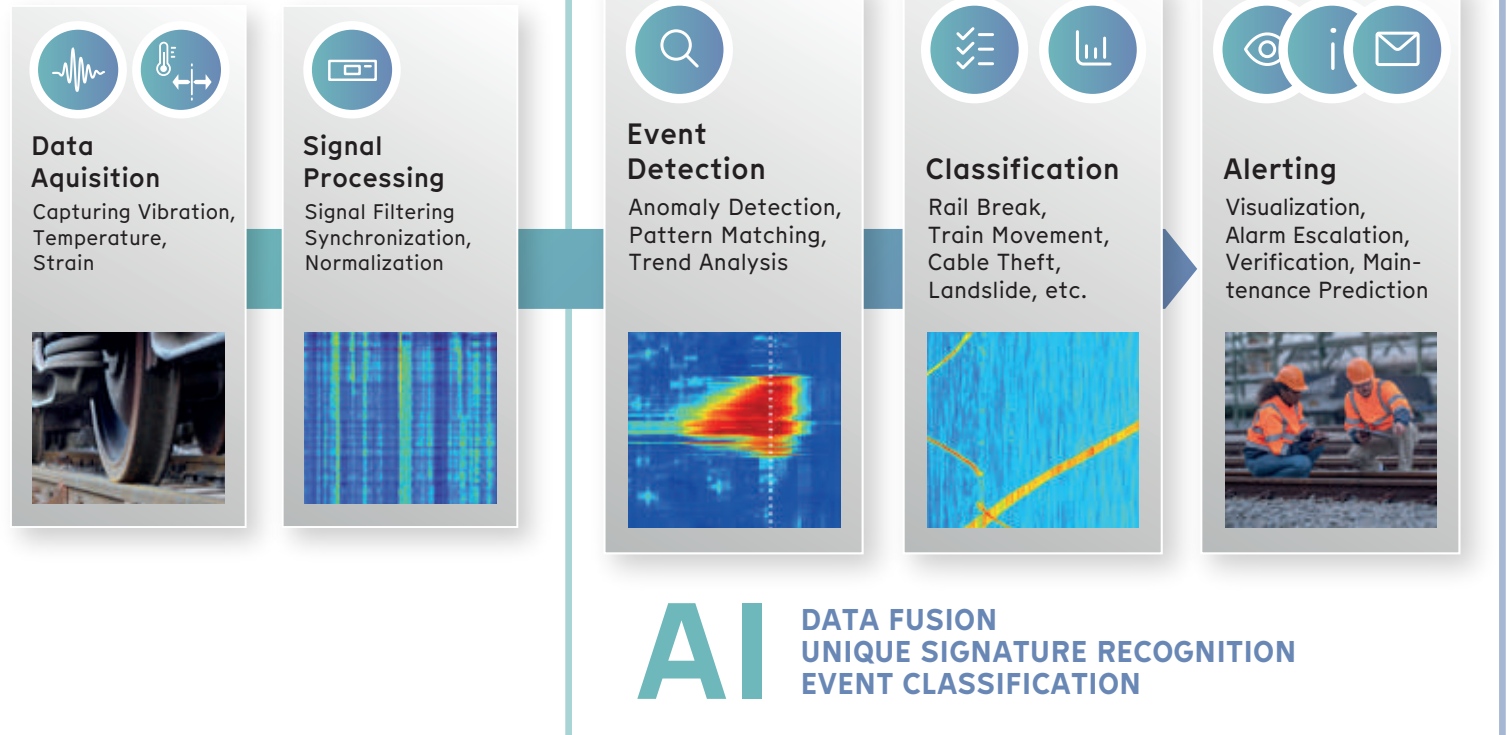 Data
Aquisition
Capturing Vibration,
Temperature,
Strain
Signal
Processing
Signal Filtering
Synchronization,
Normalization
Event
Detection
Anomaly Detection,
Pattern Matching,
Trend Analysis
Classification
Rail Break,
Train Movement,
Cable Theft,
Landslide, etc.
Alerting
Visualization,
Alarm Escalation,
Verification, Main-
tenance Prediction
AI
DATA FUSION
UNIQUE SIGNATURE RECOGNITION
EVENT CLASSIFICATION